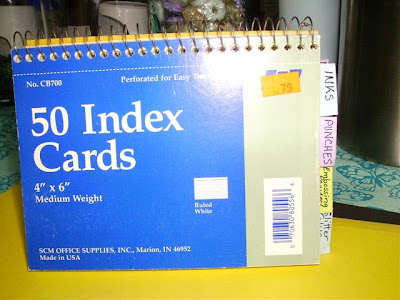 No. CB700
Perforated for Easy
.79
50 Index
Cards
4" x 6"
Medium Weight
Ruled
White
SCM OFFICE SUPPLIES, INC., Marion, IN 46952
Made in USA
INKS
PUNCHES
Embossing
Glitter